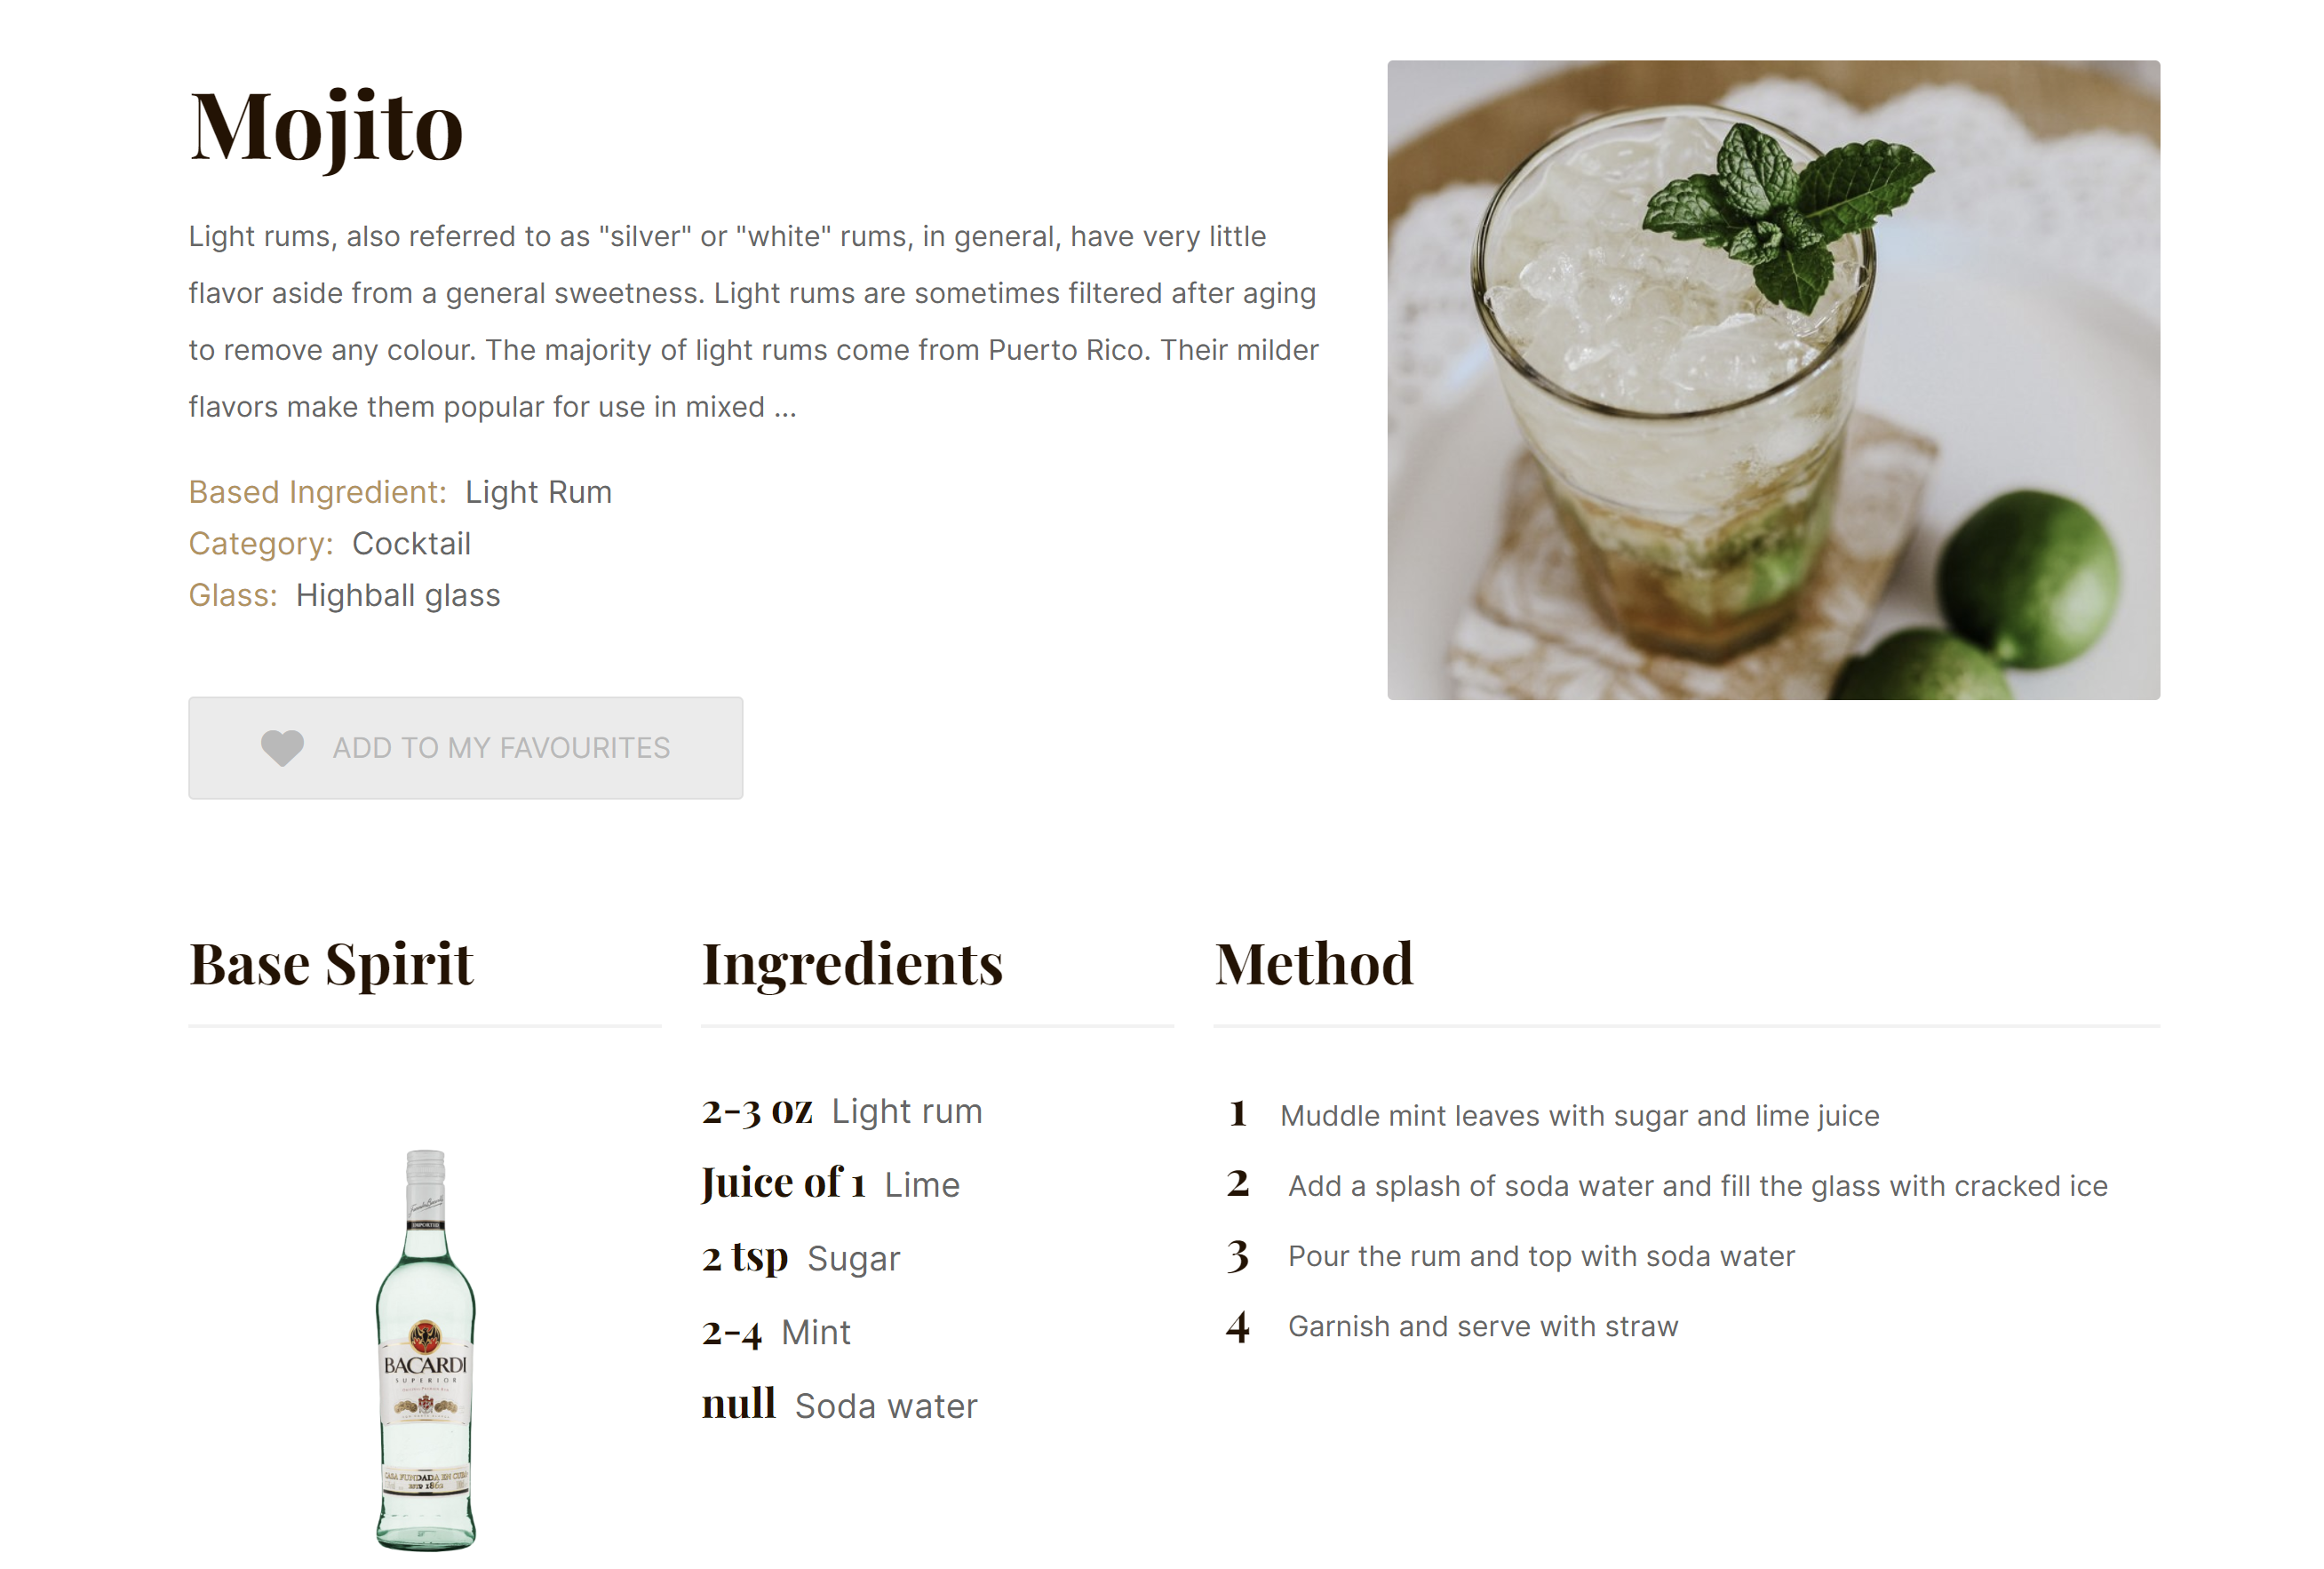 Mojito
Light rums, also referred to as "silver" or "white" rums, in general, have very little
flavor aside from a general sweetness. Light rums are sometimes filtered after aging
to remove any colour. The majority of light rums come from Puerto Rico. Their milder
flavors make them popular for use in mixed ...
Based Ingredient: Light Rum
Category: Cocktail
Glass: Highball glass
ADD TO MY FAVOURITES
Base Spirit
IMPORTED
BACARDI
SUPERIOR
CASA FUNDADA EN CUBA
1862
Ingredients
2-3 oz Light rum
Juice of 1 Lime
2 tsp Sugar
2-4 Mint
null Soda water
Method
1 Muddle mint leaves with sugar and lime juice
2 Add a splash of soda water and fill the glass with cracked ice
3 Pour the rum and top with soda water
4 Garnish and serve with straw